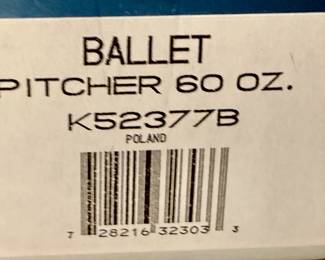 BALLET
PITCHER 60 OZ.
K52377B
POLAND
7 28216 32303 3